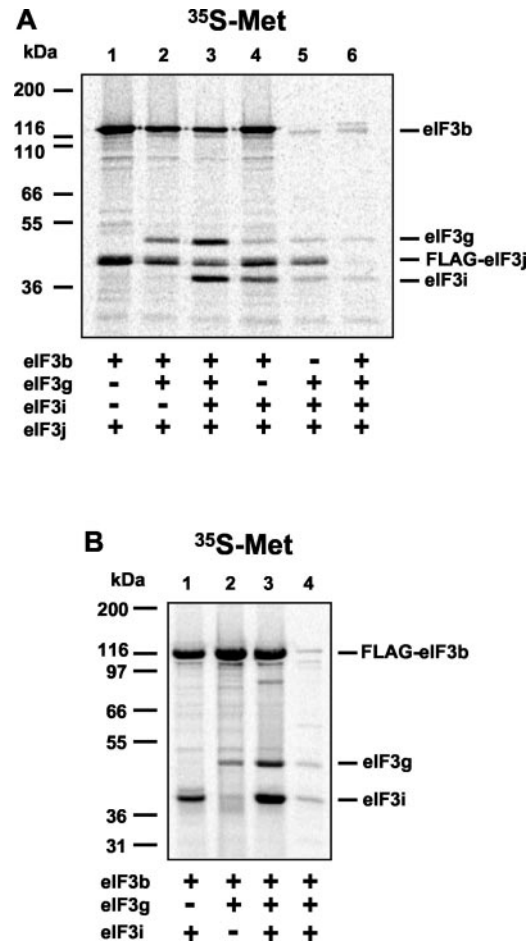 A
³⁵S-Met
kDa 1 2 3 4 5 6
200
116
110
66
55
36
eIF3b
eIF3g
FLAG-eIF3j
eIF3i
eIF3b + + + + - +
eIF3g - + + - + +
eIF3i - - + + + +
eIF3j + + + + + +
B
³⁵S-Met
kDa 1 2 3 4
200
116
97
66
55
36
31
FLAG-eIF3b
eIF3g
eIF3i
eIF3b + + + +
eIF3g - + + +
eIF3i + - + +